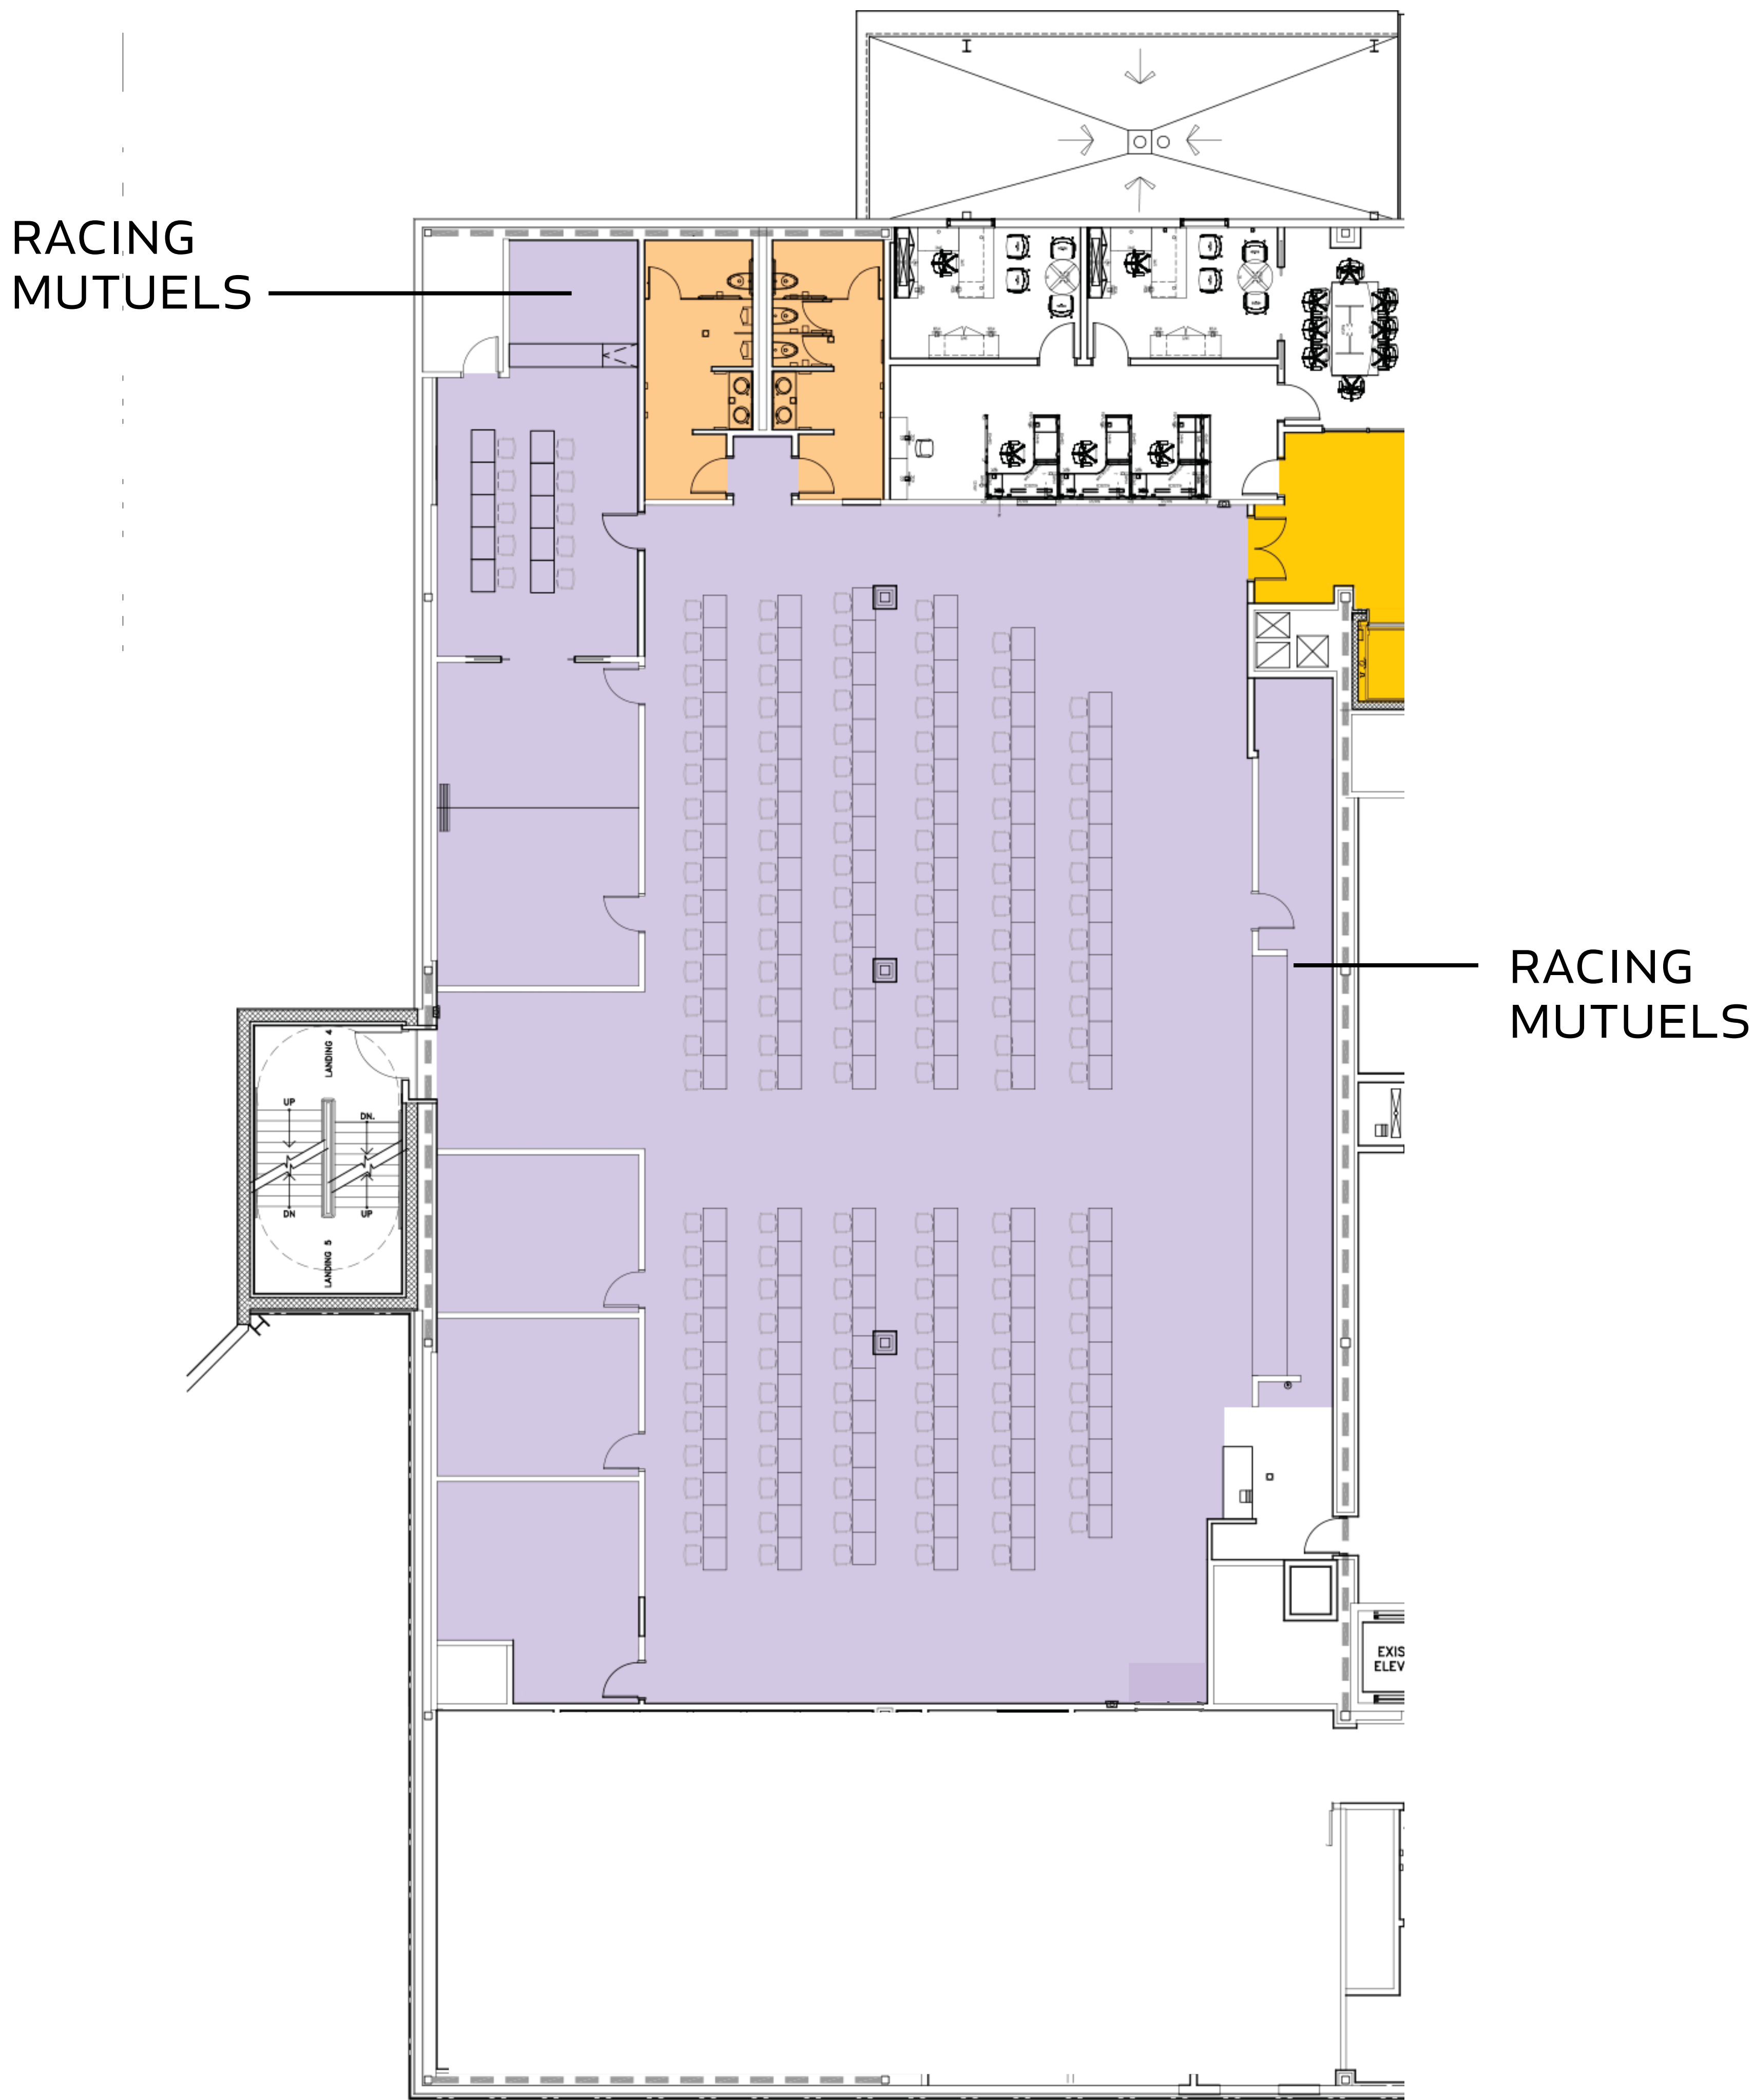 RACING
MUTUELS
RACING
MUTUELS
LANDING 4
UP
DN.
DN
UP
LANDING 5
EXIS
ELEV